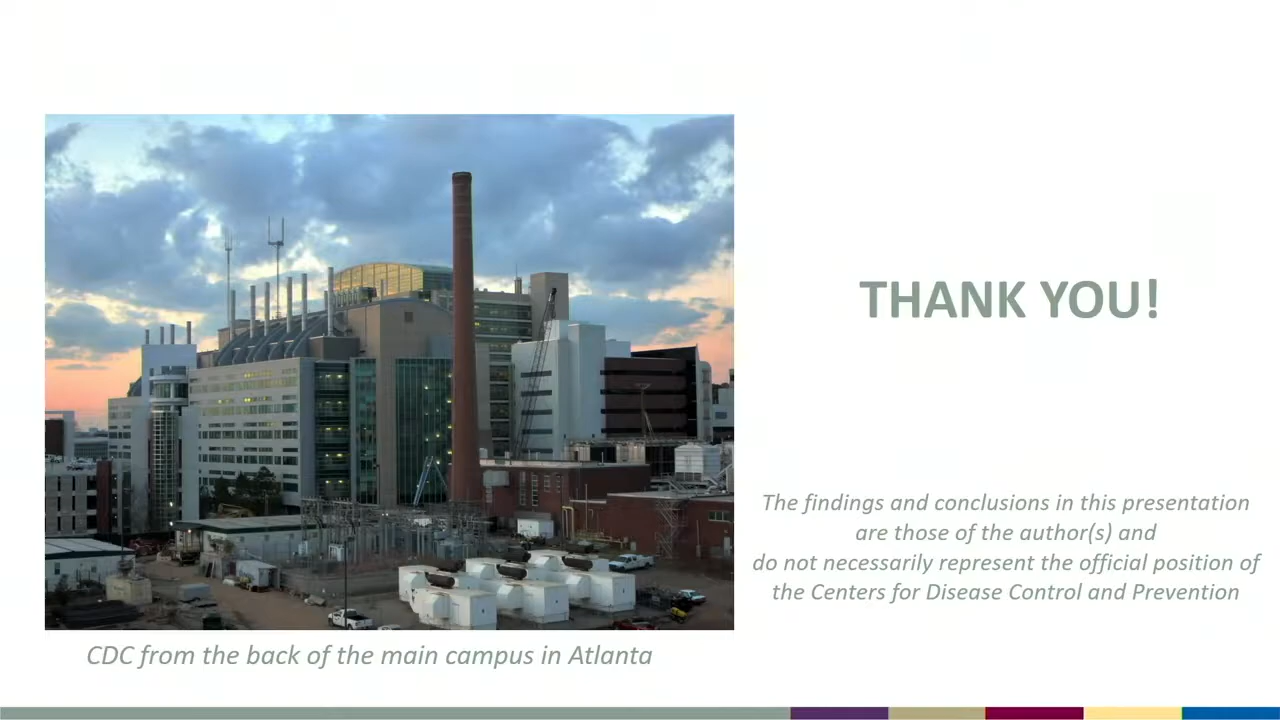 THANK YOU!
The findings and conclusions in this presentation
are those of the author(s) and
do not necessarily represent the official position of
the Centers for Disease Control and Prevention
CDC from the back of the main campus in Atlanta